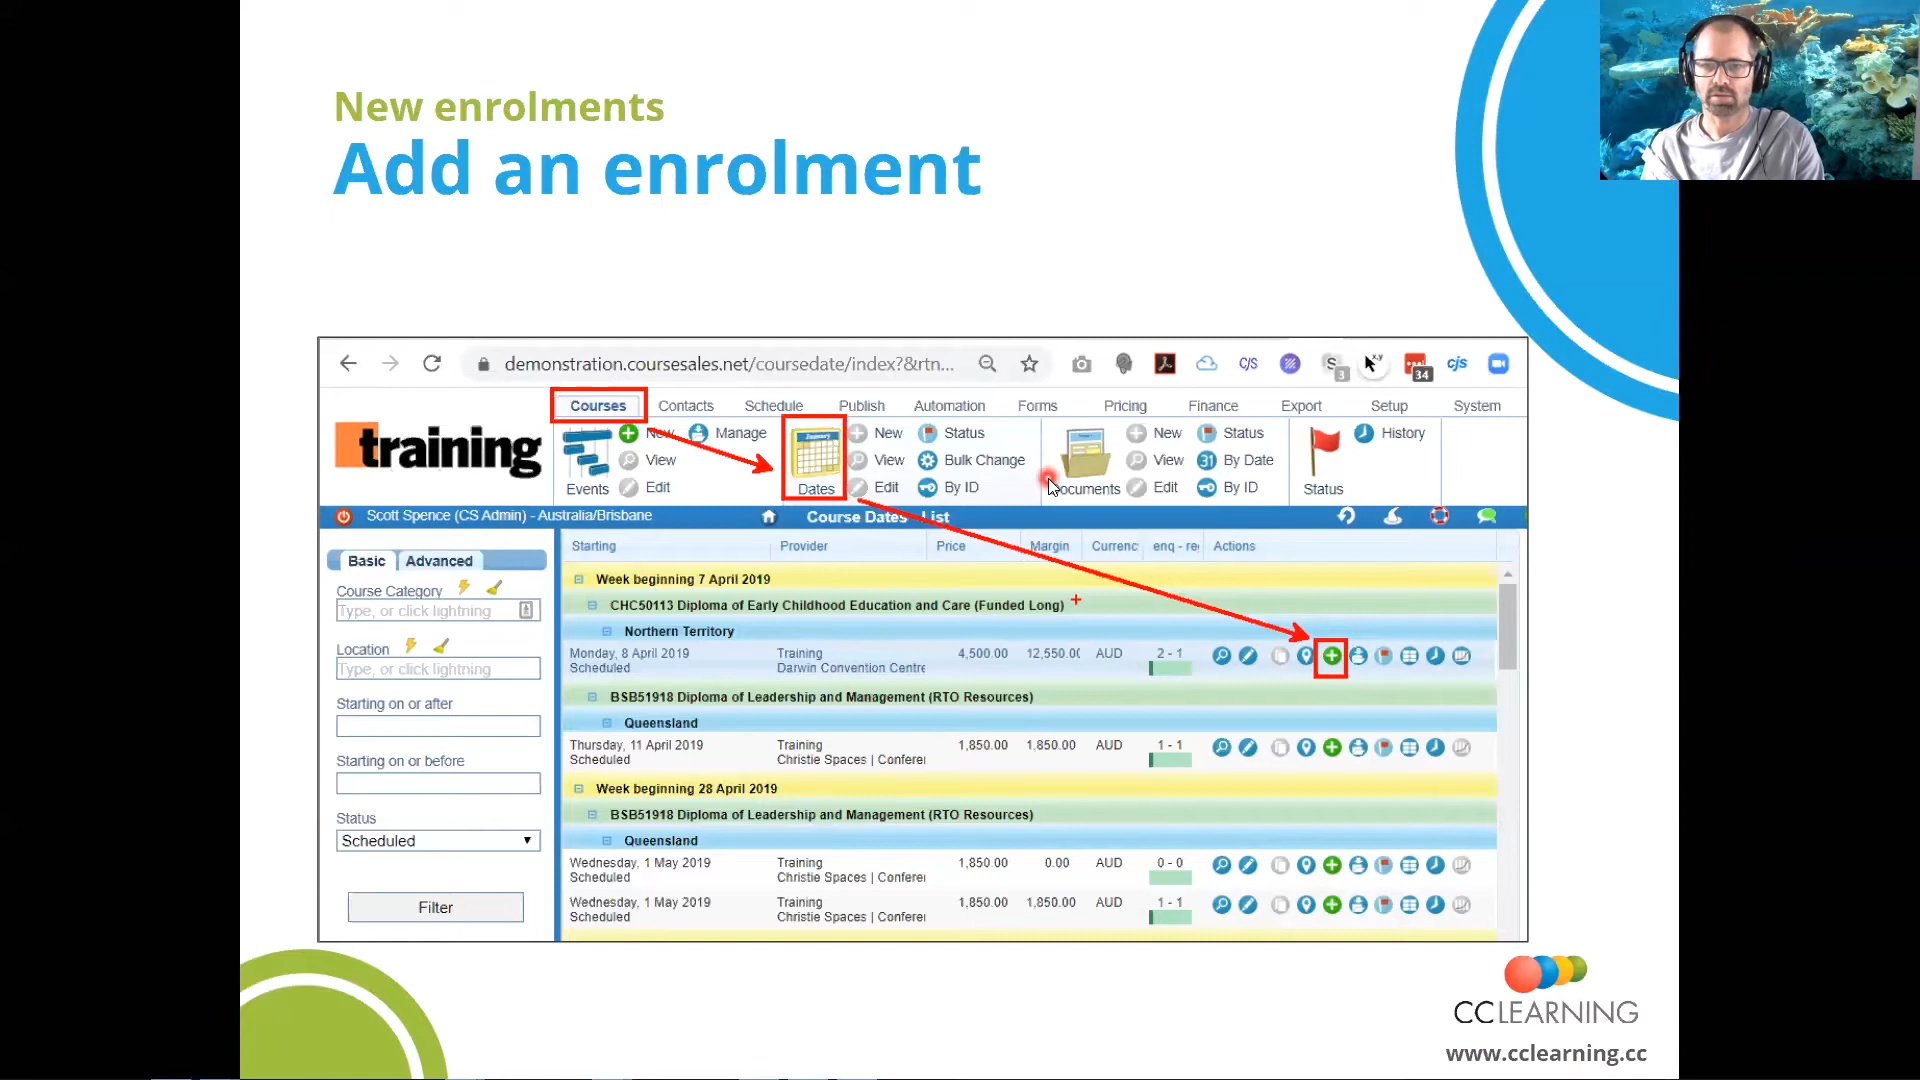 New enrolments
Add an enrolment
demonstration.coursesales.net/coursedate/index?&rtn...
CJS
S
3
x,y
34
cjs
training
Courses Contacts Schedule Publish Automation Forms Pricing Finance Export Setup System
New Manage
View
Events Edit
January
New Status
View Bulk Change
Dates Edit By ID
New Status
View 31 By Date
ocuments Edit By ID
History
Status
Scott Spence (CS Admin) - Australia/Brisbane
Course Dates List
Basic Advanced
Course Category
Type, or click lightning
Location
Type, or click lightning
Starting on or after
Starting on or before
Status
Scheduled
Filter
Starting Provider Price Margin Currenc enq - re Actions
Week beginning 7 April 2019
CHC50113 Diploma of Early Childhood Education and Care (Funded Long) +
Northern Territory
Monday, 8 April 2019 Training 4,500.00 12,550.0 AUD 2 - 1
Scheduled Darwin Convention Centre
BSB51918 Diploma of Leadership and Management (RTO Resources)
Queensland
Thursday, 11 April 2019 Training 1,850.00 1,850.00 AUD 1 - 1
Scheduled Christie Spaces | Conferei
Week beginning 28 April 2019
BSB51918 Diploma of Leadership and Management (RTO Resources)
Queensland
Wednesday, 1 May 2019 Training 1,850.00 0.00 AUD 0 - 0
Scheduled Christie Spaces | Conferei
Wednesday, 1 May 2019 Training 1,850.00 1,850.00 AUD 1 - 1
Scheduled Christie Spaces | Conferei
CCLEARNING
www.cclearning.cc